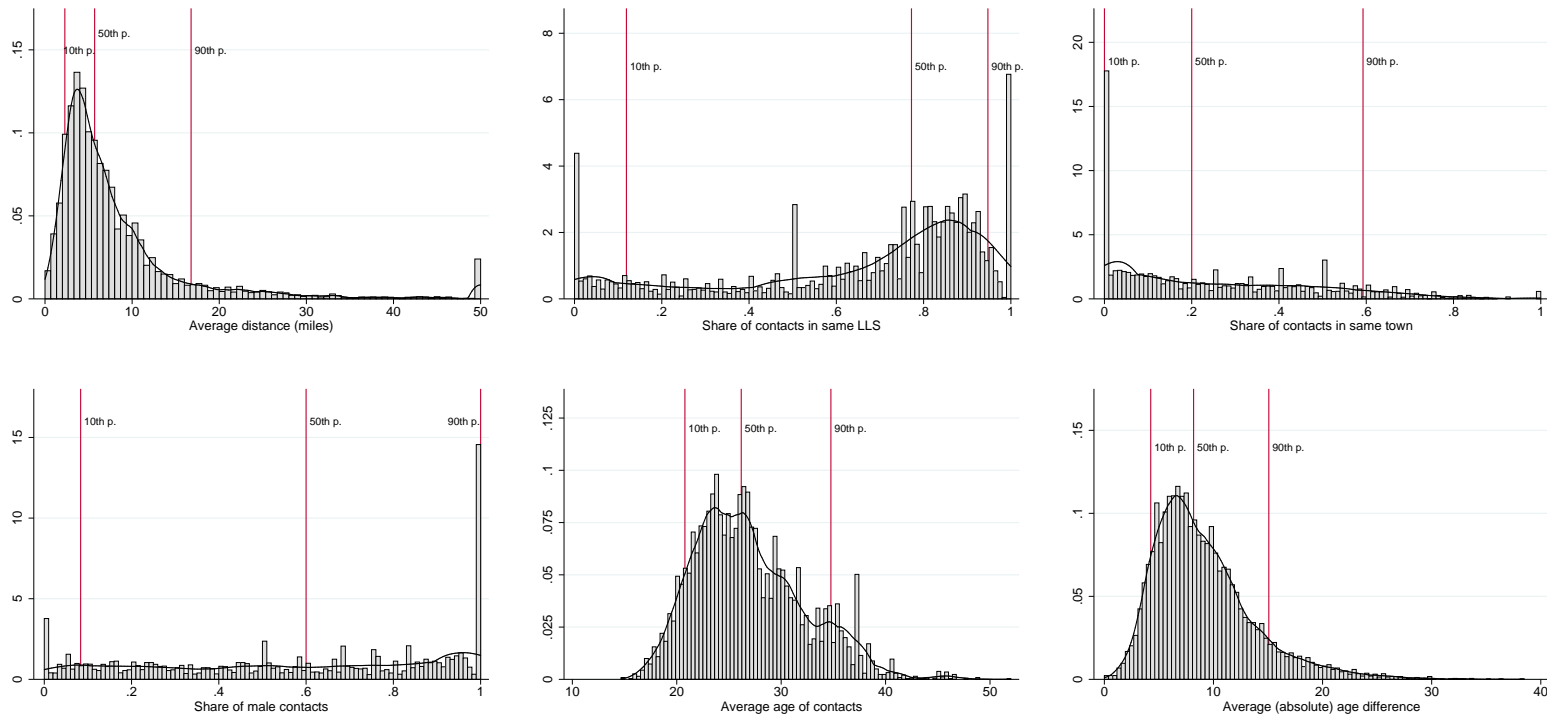 .15
.1
.05
0
10th p.
50th p.
90th p.
0 10 20 30 40 50
Average distance (miles)
8
6
4
2
0
10th p.
50th p.
90th p.
0 .2 .4 .6 .8 1
Share of contacts in same LLS
20
15
10
5
0
10th p.
50th p.
90th p.
0 .2 .4 .6 .8 1
Share of contacts in same town
15
10
5
0
10th p.
50th p.
90th p.
0 .2 .4 .6 .8 1
Share of male contacts
.125
.1
.075
.05
.025
0
10th p.
50th p.
90th p.
10 20 30 40 50
Average age of contacts
.15
.1
.05
0
10th p.
50th p.
90th p.
0 10 20 30 40
Average (absolute) age difference